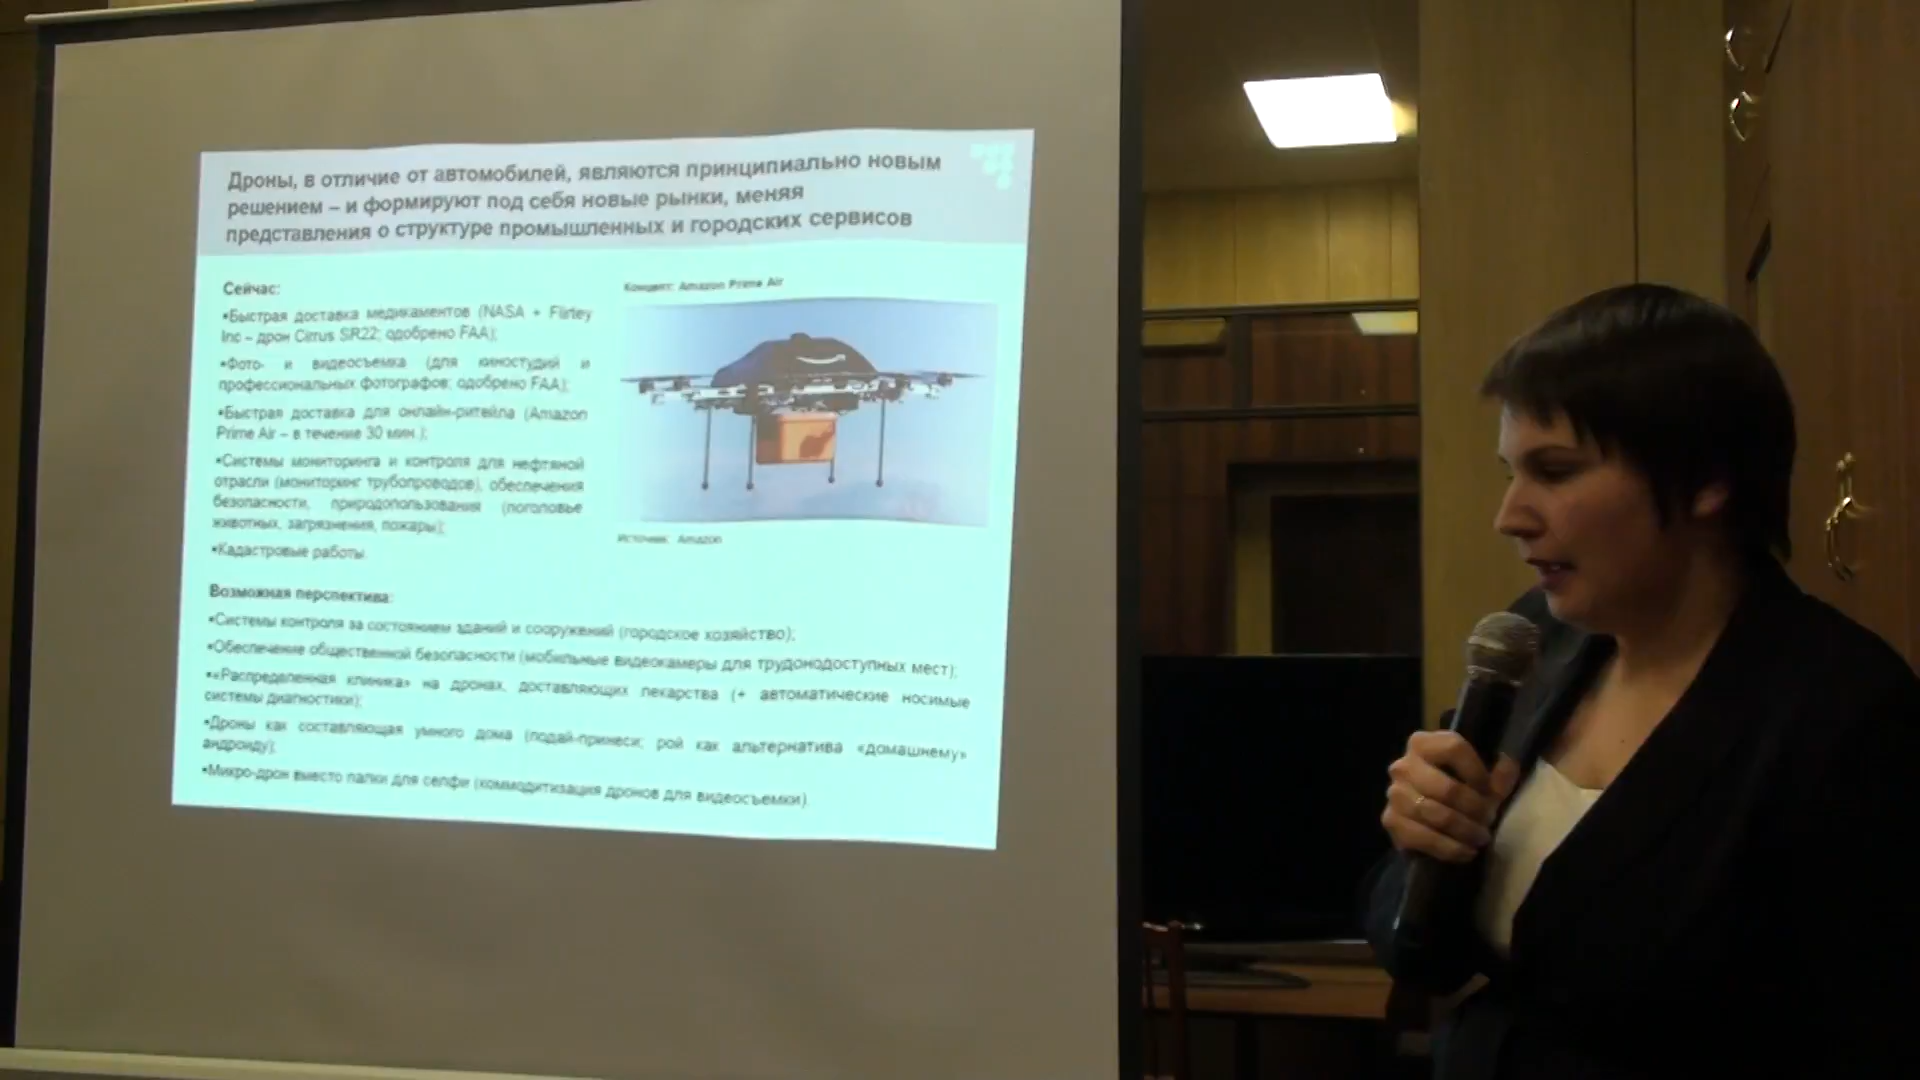 Дроны, в отличие от автомобилей, являются принципиально новым
решением – и формируют под себя новые рынки, меняя
представления о структуре промышленных и городских сервисов
Сейчас:
▪Быстрая доставка медикаментов (NASA + Flirtey
Inc – дрон Cirrus SR22; одобрено FAA);
▪Фото- и видеосъемка (для киностудий и
профессиональных фотографов; одобрено FAA);
▪Быстрая доставка для онлайн-ритейла (Amazon
Prime Air – в течение 30 мин.);
▪Системы мониторинга и контроля для нефтяной
отрасли (мониторинг трубопроводов), обеспечения
безопасности, природопользования (поголовье
животных, загрязнения, пожары);
▪Кадастровые работы.
Концепт: Amazon Prime Air
Источник: Amazon
Возможная перспектива:
▪Системы контроля за состоянием зданий и сооружений (городское хозяйство);
▪Обеспечение общественной безопасности (мобильные видеокамеры для трудонодоступных мест);
▪«Распределенная клиника» на дронах, доставляющих лекарства (+ автоматические носимые
системы диагностики);
▪Дроны как составляющая умного дома (подай-принеси; рой как альтернатива «домашнему»
андроиду);
▪Микро-дрон вместо палки для селфи (коммодитизация дронов для видеосъемки).